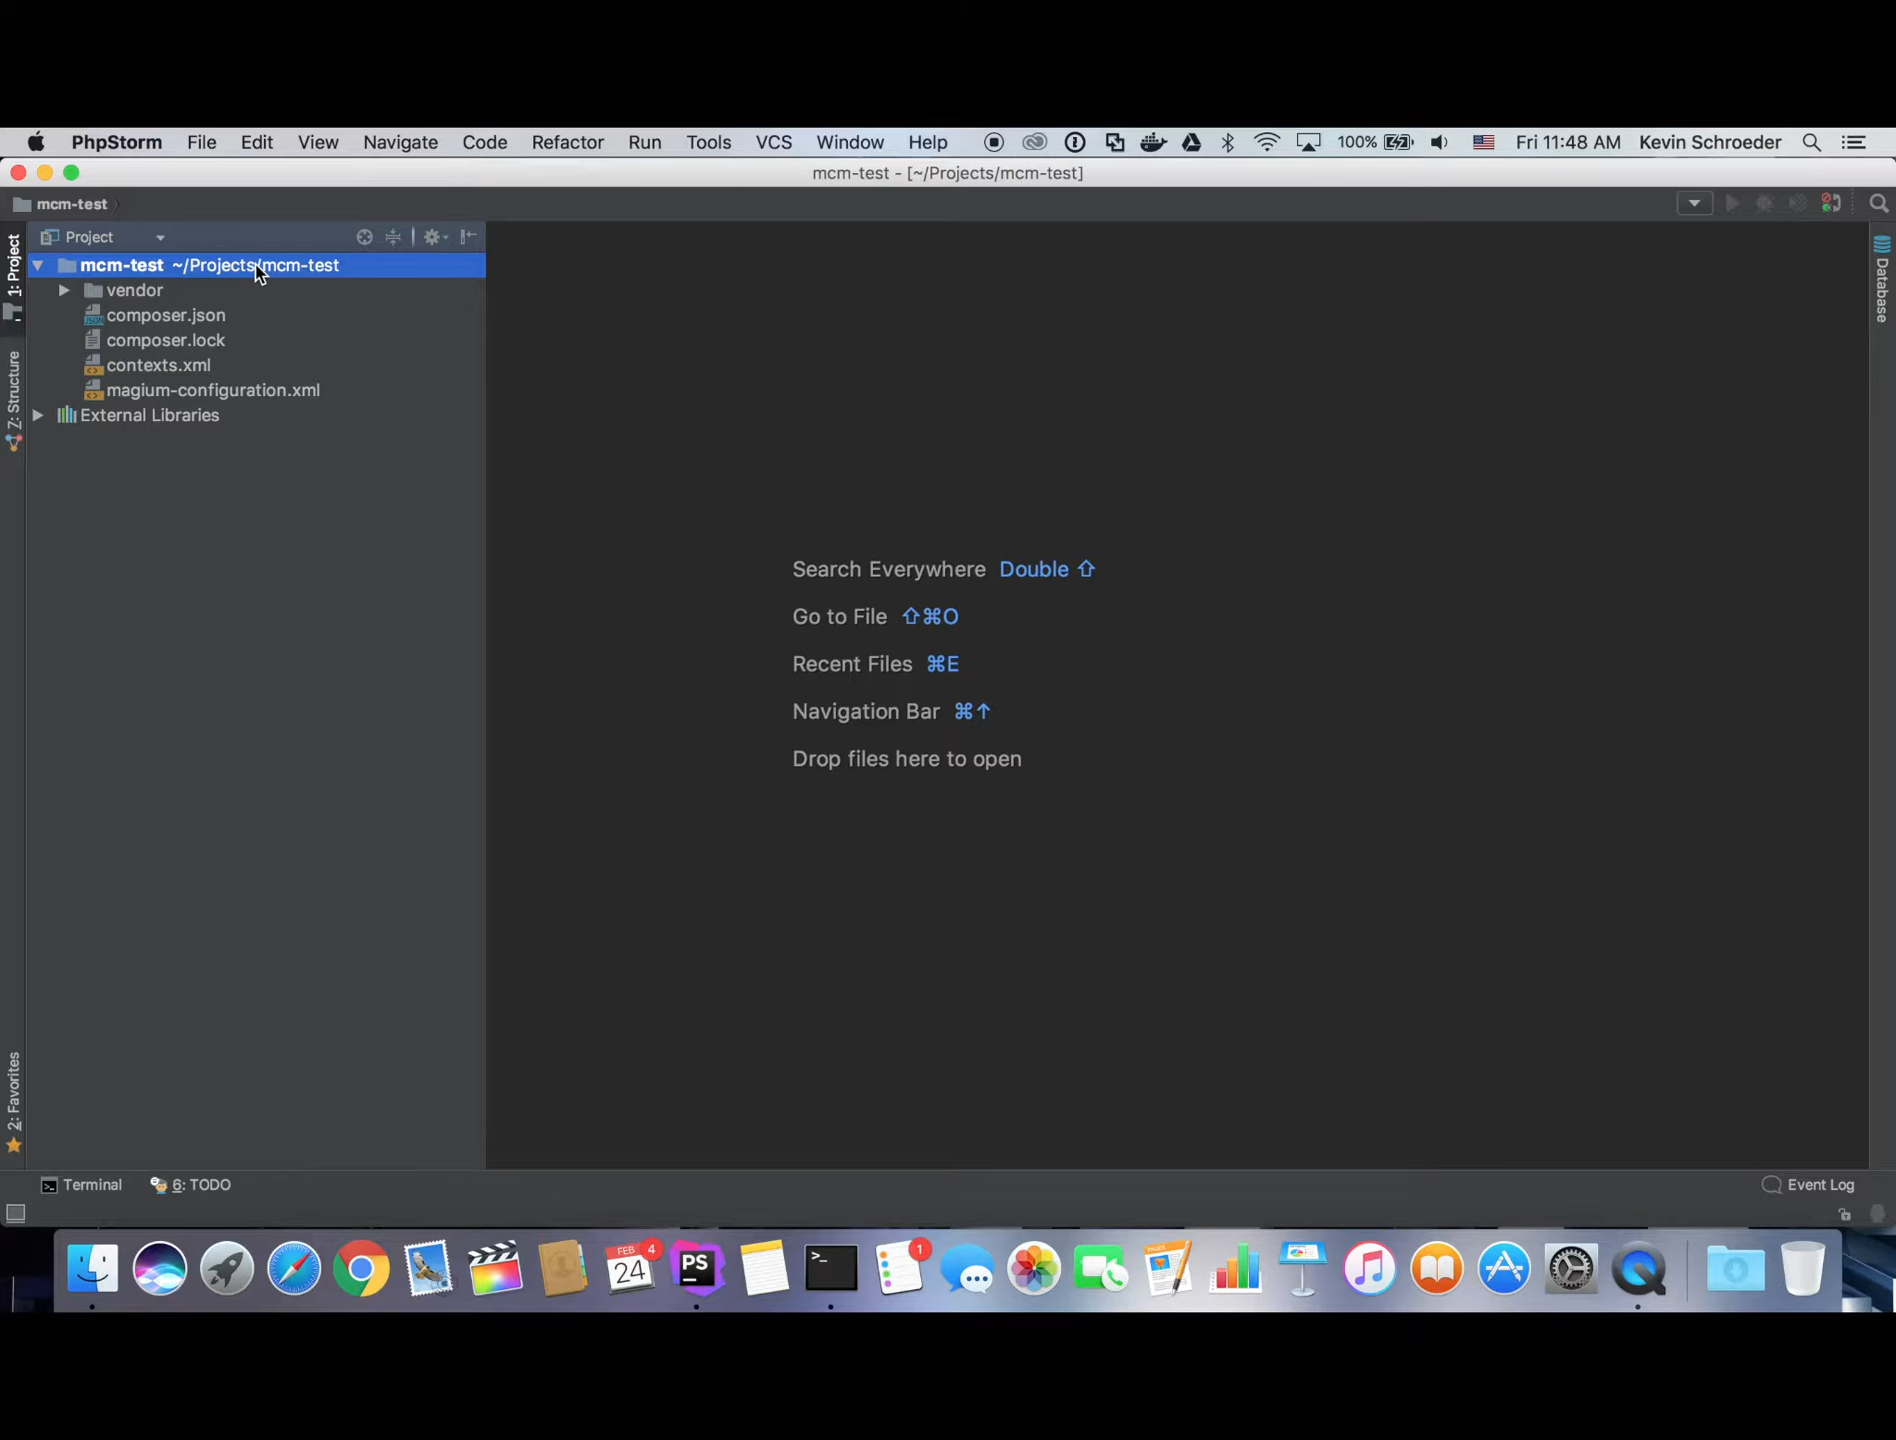 PhpStorm File Edit View Navigate Code Refactor Run Tools VCS Window Help 100% Fri 11:48 AM Kevin Schroeder
mcm-test - [~/Projects/mcm-test]
mcm-test
1: Project
Project
mcm-test ~/Projects/mcm-test
vendor
composer.json
composer.lock
contexts.xml
magium-configuration.xml
External Libraries
Z: Structure
2: Favorites
Database
Search Everywhere Double ⇧
Go to File ⇧⌘O
Recent Files ⌘E
Navigation Bar ⌘↑
Drop files here to open
Terminal
6: TODO
Event Log
FEB
24
4
PS
>_
1